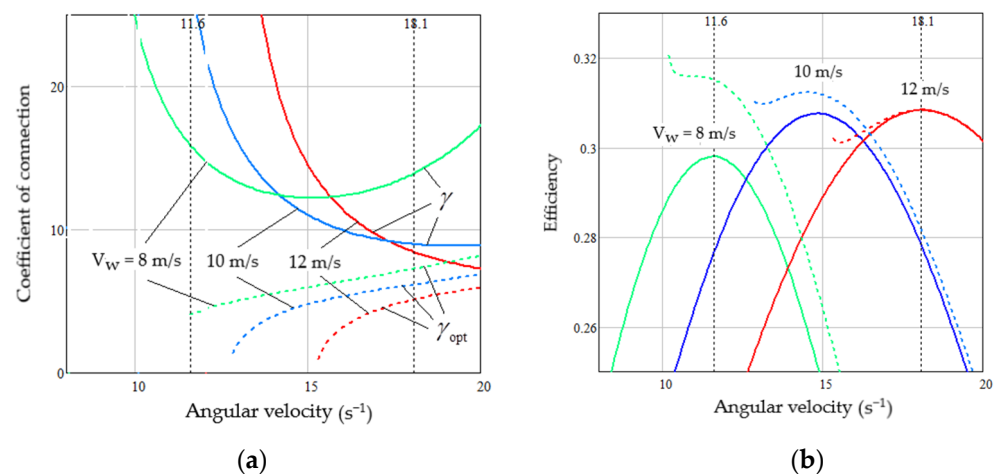 11.6
18.1
20
10
0
Coefficient of connection
γ
V_W = 8 m/s
10 m/s
12 m/s
γ_opt
10
15
20
Angular velocity (s⁻¹)
(a)
11.6
18.1
0.32
0.3
0.28
0.26
Efficiency
10 m/s
12 m/s
V_W = 8 m/s
10
15
20
Angular velocity (s⁻¹)
(b)